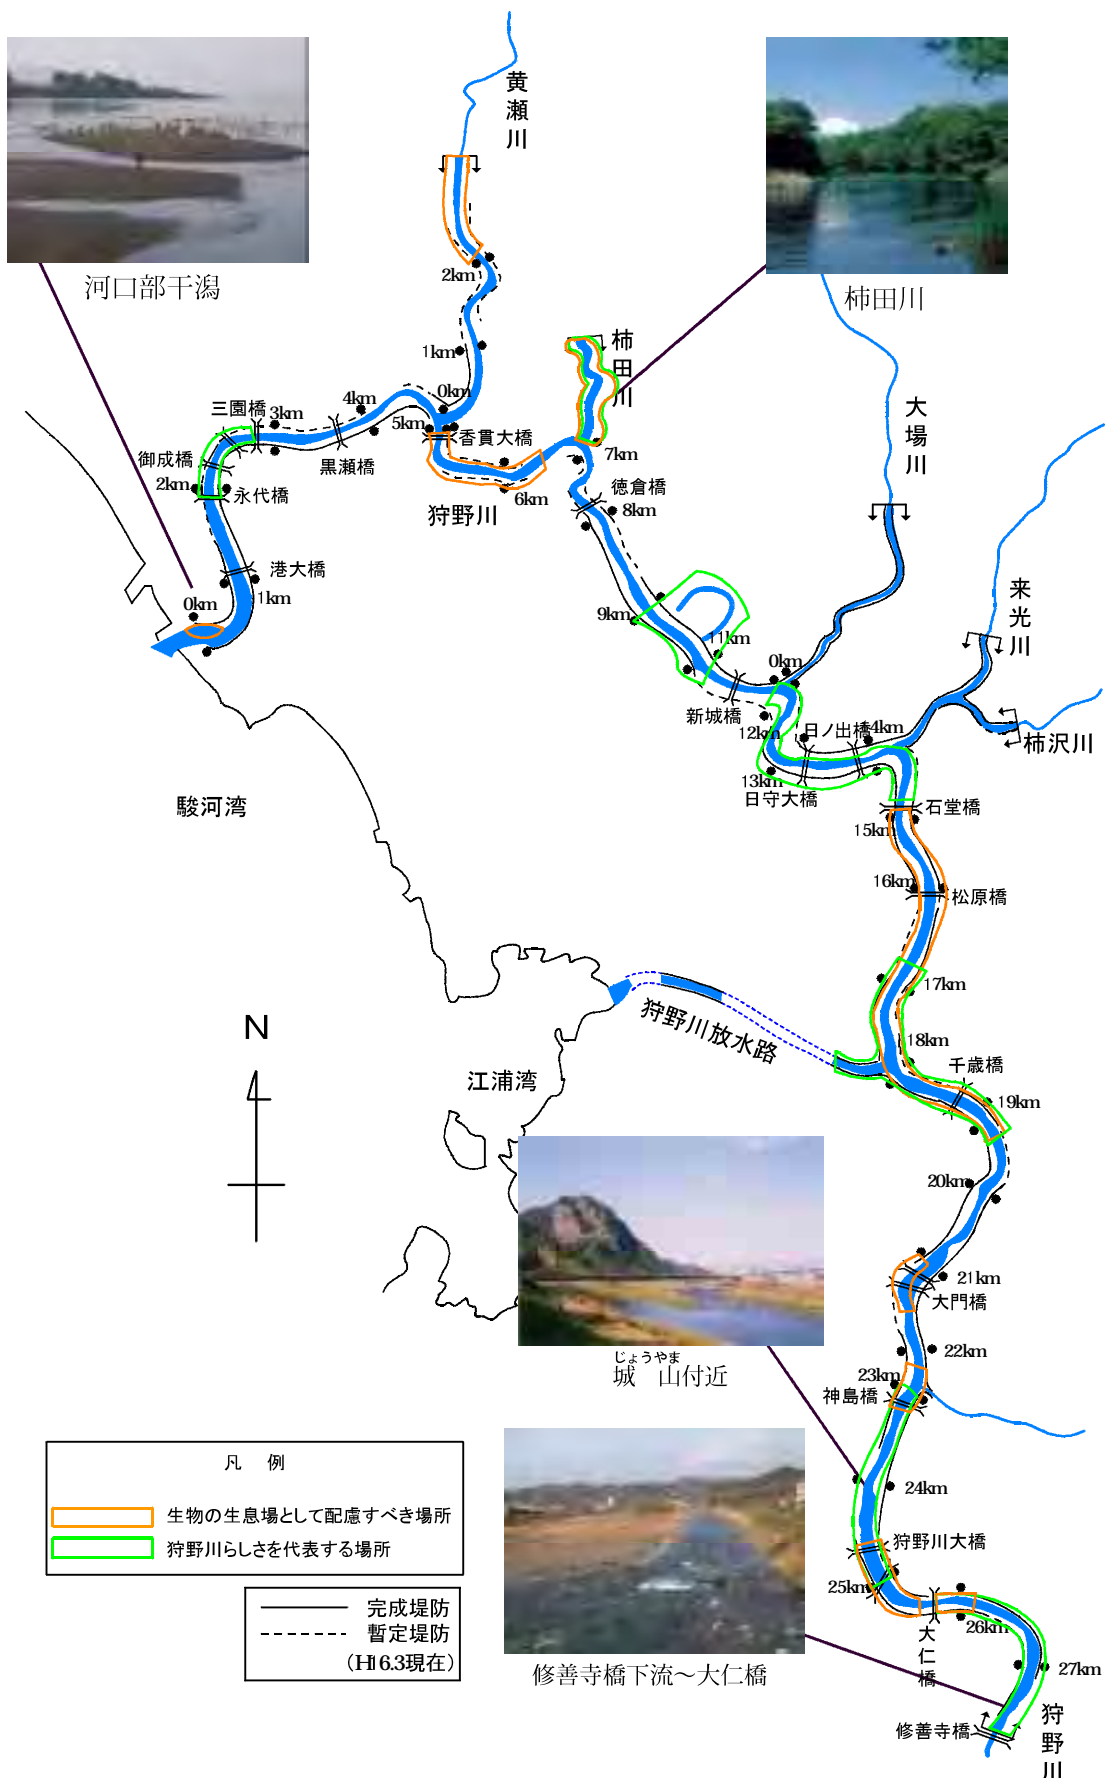 黄瀬川
河口部干潟
柿田川
2km
1km
柿田川
0km
三園橋
3km
4km
5km
香貫大橋
大場川
御成橋
黒瀬橋
7km
2km
永代橋
6km
徳倉橋
8km
狩野川
港大橋
1km
0km
来光川
9km
11km
0km
新城橋
12km
日ノ出橋
4km
柿沢川
13km
日守大橋
石堂橋
15km
駿河湾
16km
松原橋
17km
狩野川放水路
N
18km
千歳橋
江浦湾
19km
20km
21km
大門橋
22km
じょうやま
城 山付近
23km
神島橋
凡 例
24km
生物の生息場として配慮すべき場所
狩野川らしさを代表する場所
狩野川大橋
25km
完成堤防
暫定堤防
(H16.3現在)
26km
大仁橋
27km
修善寺橋下流～大仁橋
修善寺橋
狩野川